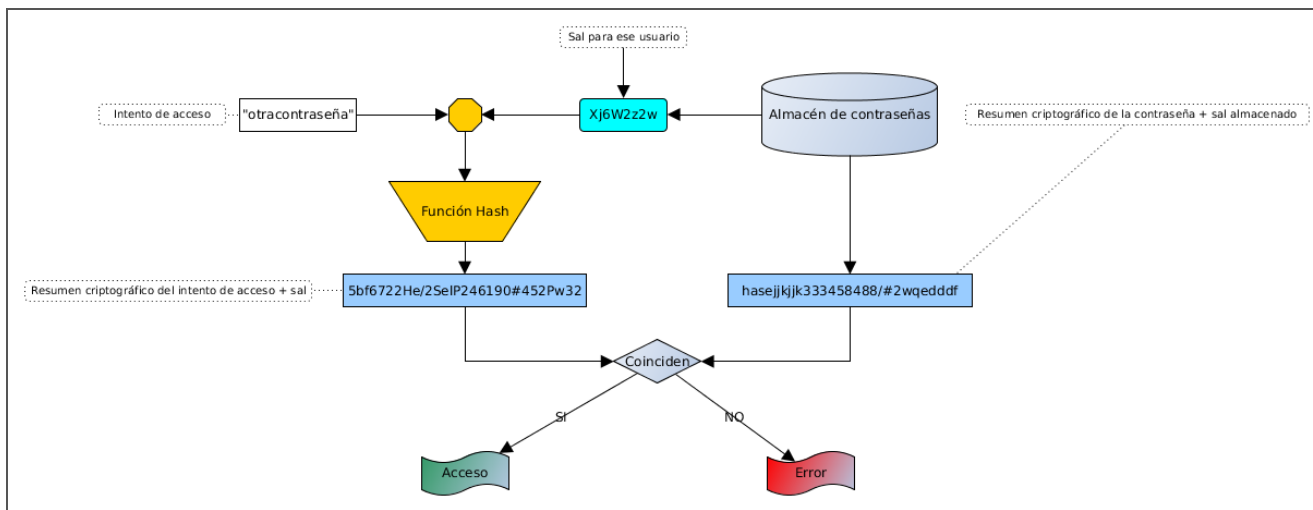 Sal para ese usuario
Intento de acceso
"otracontraseña"
Xj6W2z2w
Almacén de contraseñas
Resumen criptográfico de la contraseña + sal almacenado
Función Hash
Resumen criptográfico del intento de acceso + sal
5bf6722He/2SeIP246190#452Pw32
hasejjkjjk333458488/#2wqedddf
Coinciden
SI
NO
Acceso
Error